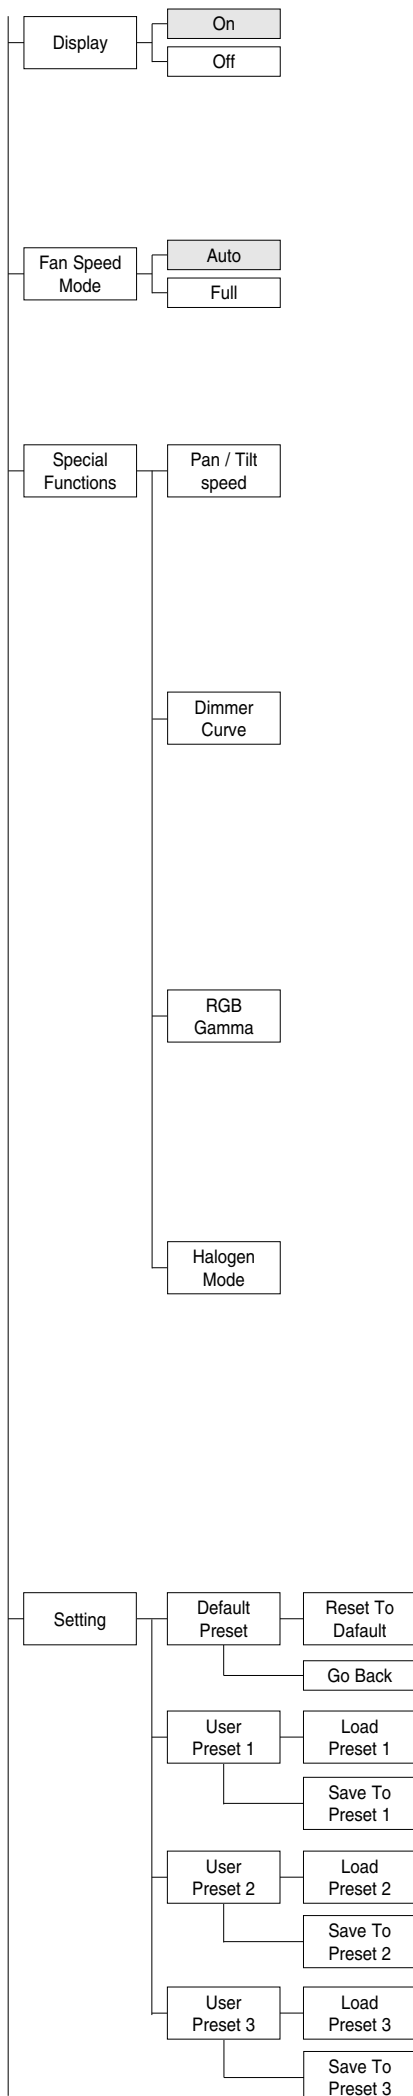 Display
On
Off
Fan Speed
Mode
Auto
Full
Special
Functions
Pan / Tilt
speed
Dimmer
Curve
RGB
Gamma
Halogen
Mode
Setting
Default
Preset
Reset To
Dafault
Go Back
User
Preset 1
Load
Preset 1
Save To
Preset 1
User
Preset 2
Load
Preset 2
Save To
Preset 2
User
Preset 3
Load
Preset 3
Save To
Preset 3